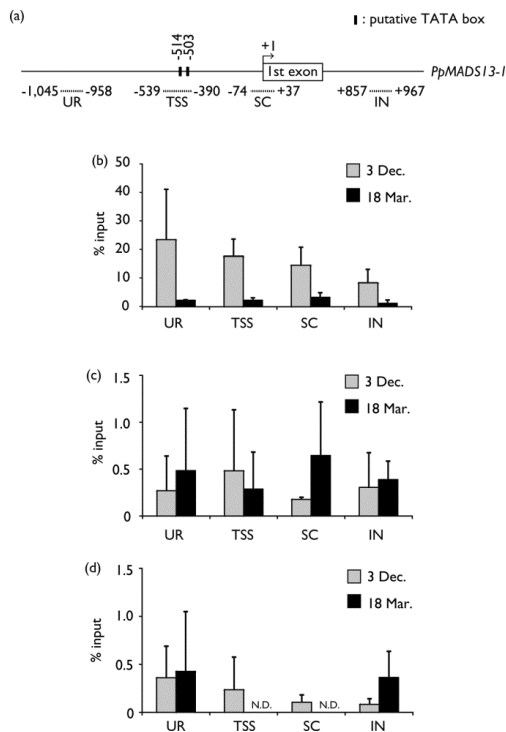 (a)
▮ : putative TATA box
-514
-503
+1
1st exon
PpMADS13-1
-1,045 -958 -539 -390 -74 +37 +857 +967
UR TSS SC IN
(b)
50
40
30
20
10
0
% input
3 Dec.
18 Mar.
UR TSS SC IN
(c)
1.5
1.0
0.5
0
% input
3 Dec.
18 Mar.
UR TSS SC IN
(d)
1.5
1.0
0.5
0
% input
3 Dec.
18 Mar.
N.D. N.D.
UR TSS SC IN